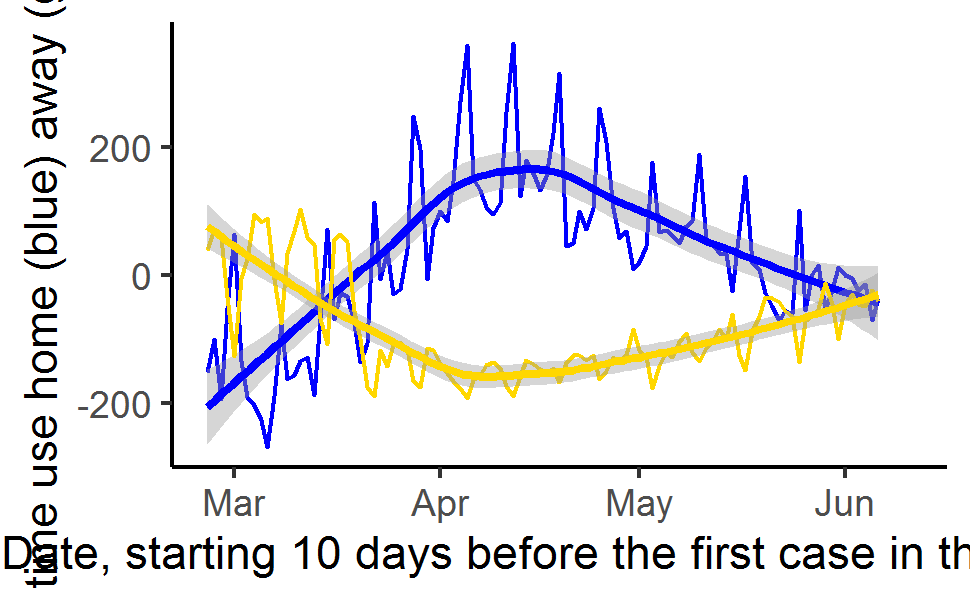 time use home (blue) away (
200
0
-200
Mar Apr May Jun
Date, starting 10 days before the first case in th